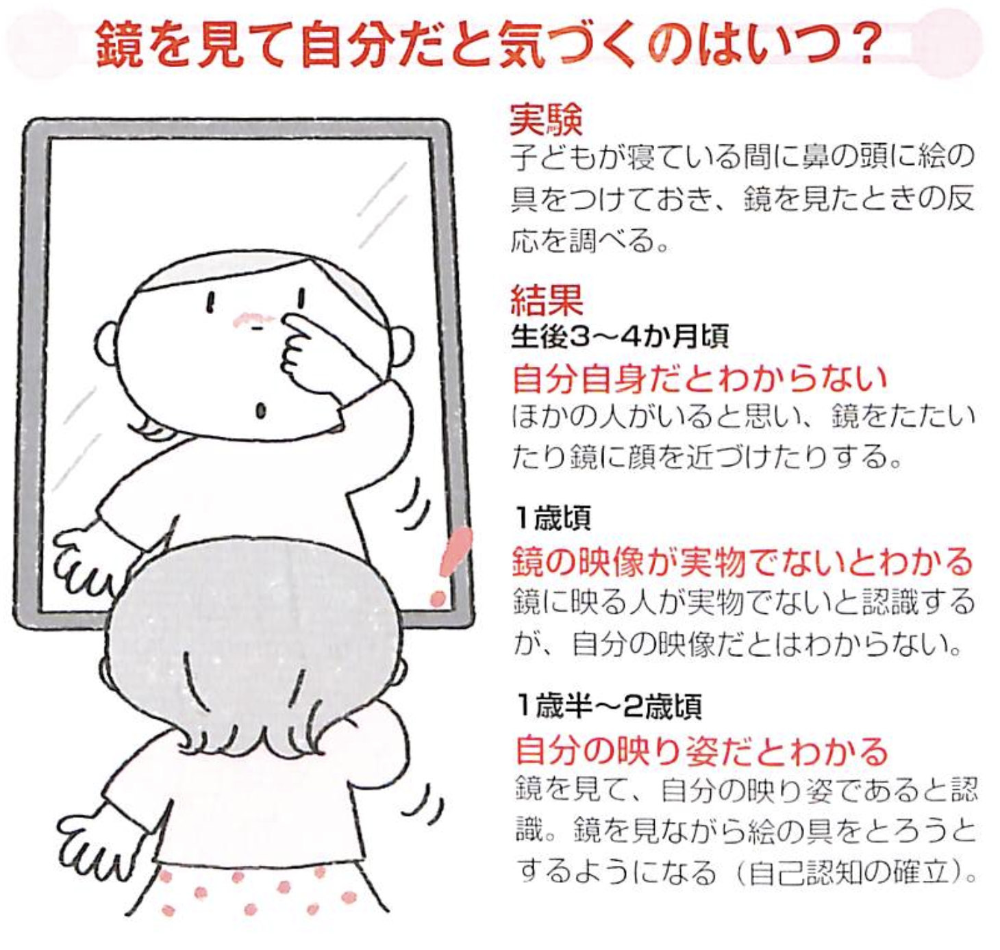 鏡を見て自分だと気づくのはいつ？
実験
子どもが寝ている間に鼻の頭に絵の
具をつけておき、鏡を見たときの反
応を調べる。
結果
生後3〜4か月頃
自分自身だとわからない
ほかの人がいると思い、鏡をたたい
たり鏡に顔を近づけたりする。
1歳頃
鏡の映像が実物でないとわかる
鏡に映る人が実物でないと認識する
が、自分の映像だとはわからない。
1歳半〜2歳頃
自分の映り姿だとわかる
鏡を見て、自分の映り姿であると認
識。鏡を見ながら絵の具をとろうと
するようになる（自己認知の確立）。